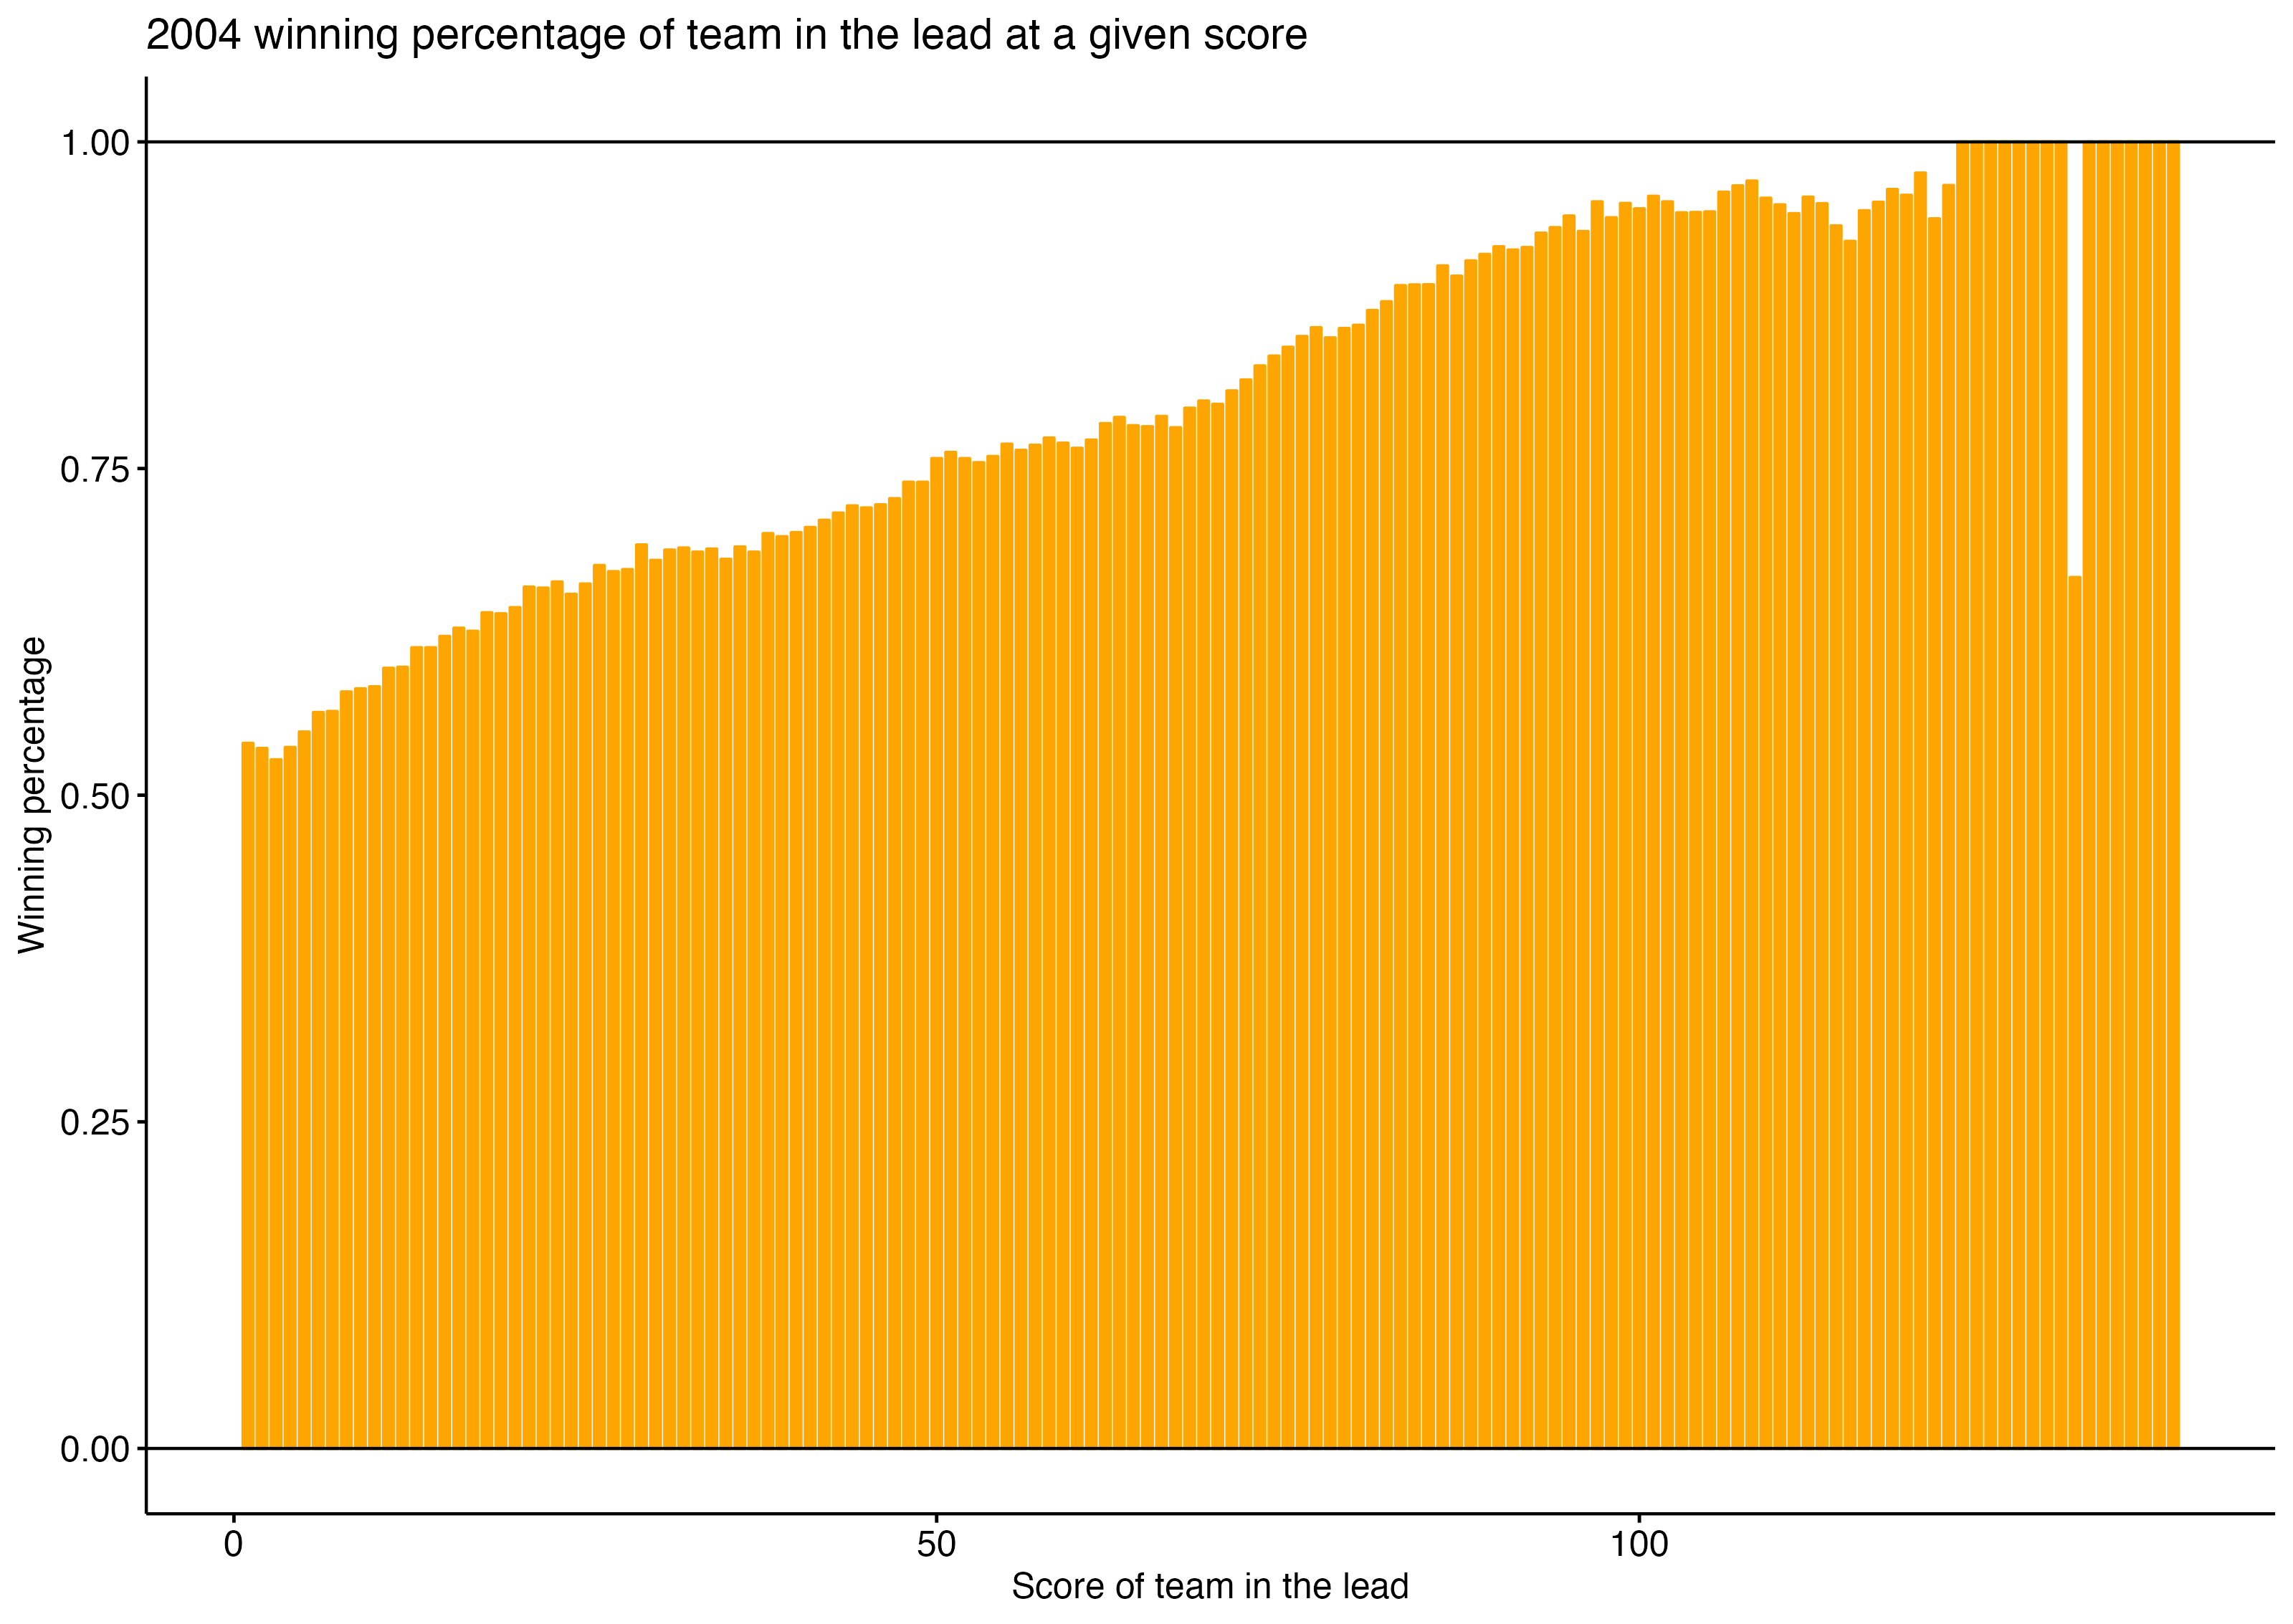 2004 winning percentage of team in the lead at a given score
1.00
0.75
0.50
0.25
0.00
Winning percentage
0
50
100
Score of team in the lead